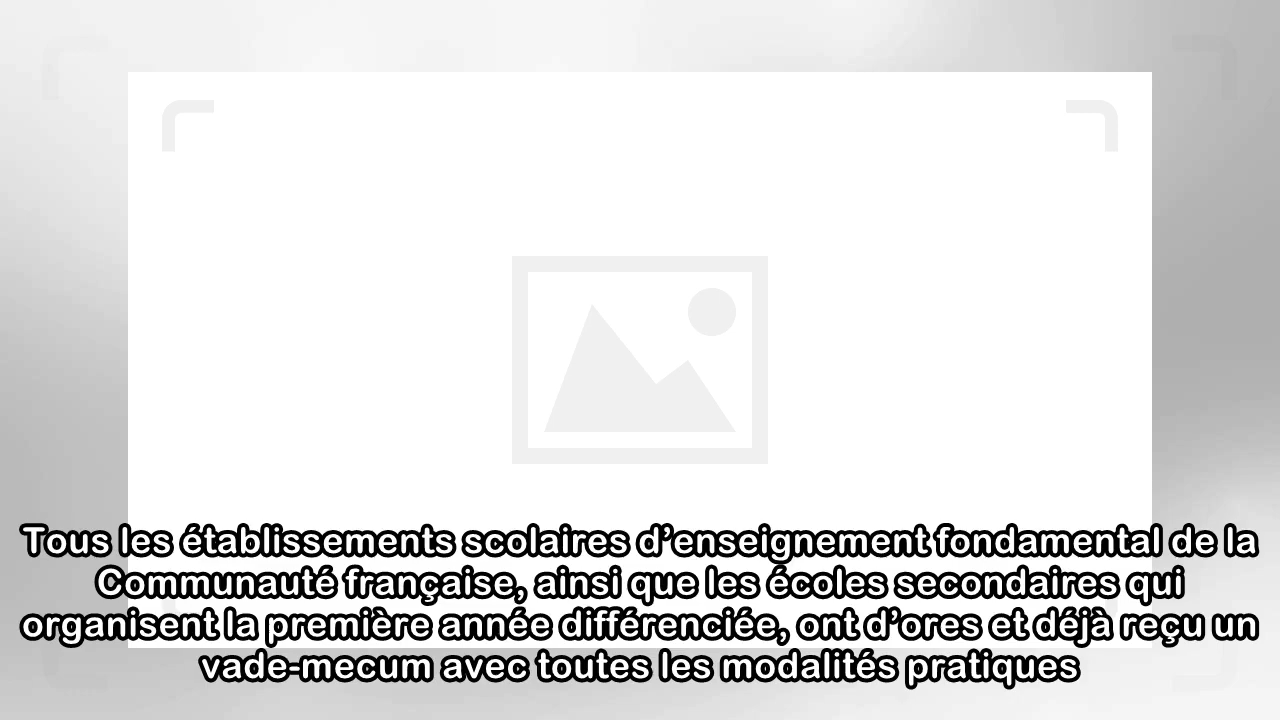 Tous les établissements scolaires d’enseignement fondamental de la
Communauté française, ainsi que les écoles secondaires qui
organisent la première année différenciée, ont d’ores et déjà reçu un
vade-mecum avec toutes les modalités pratiques